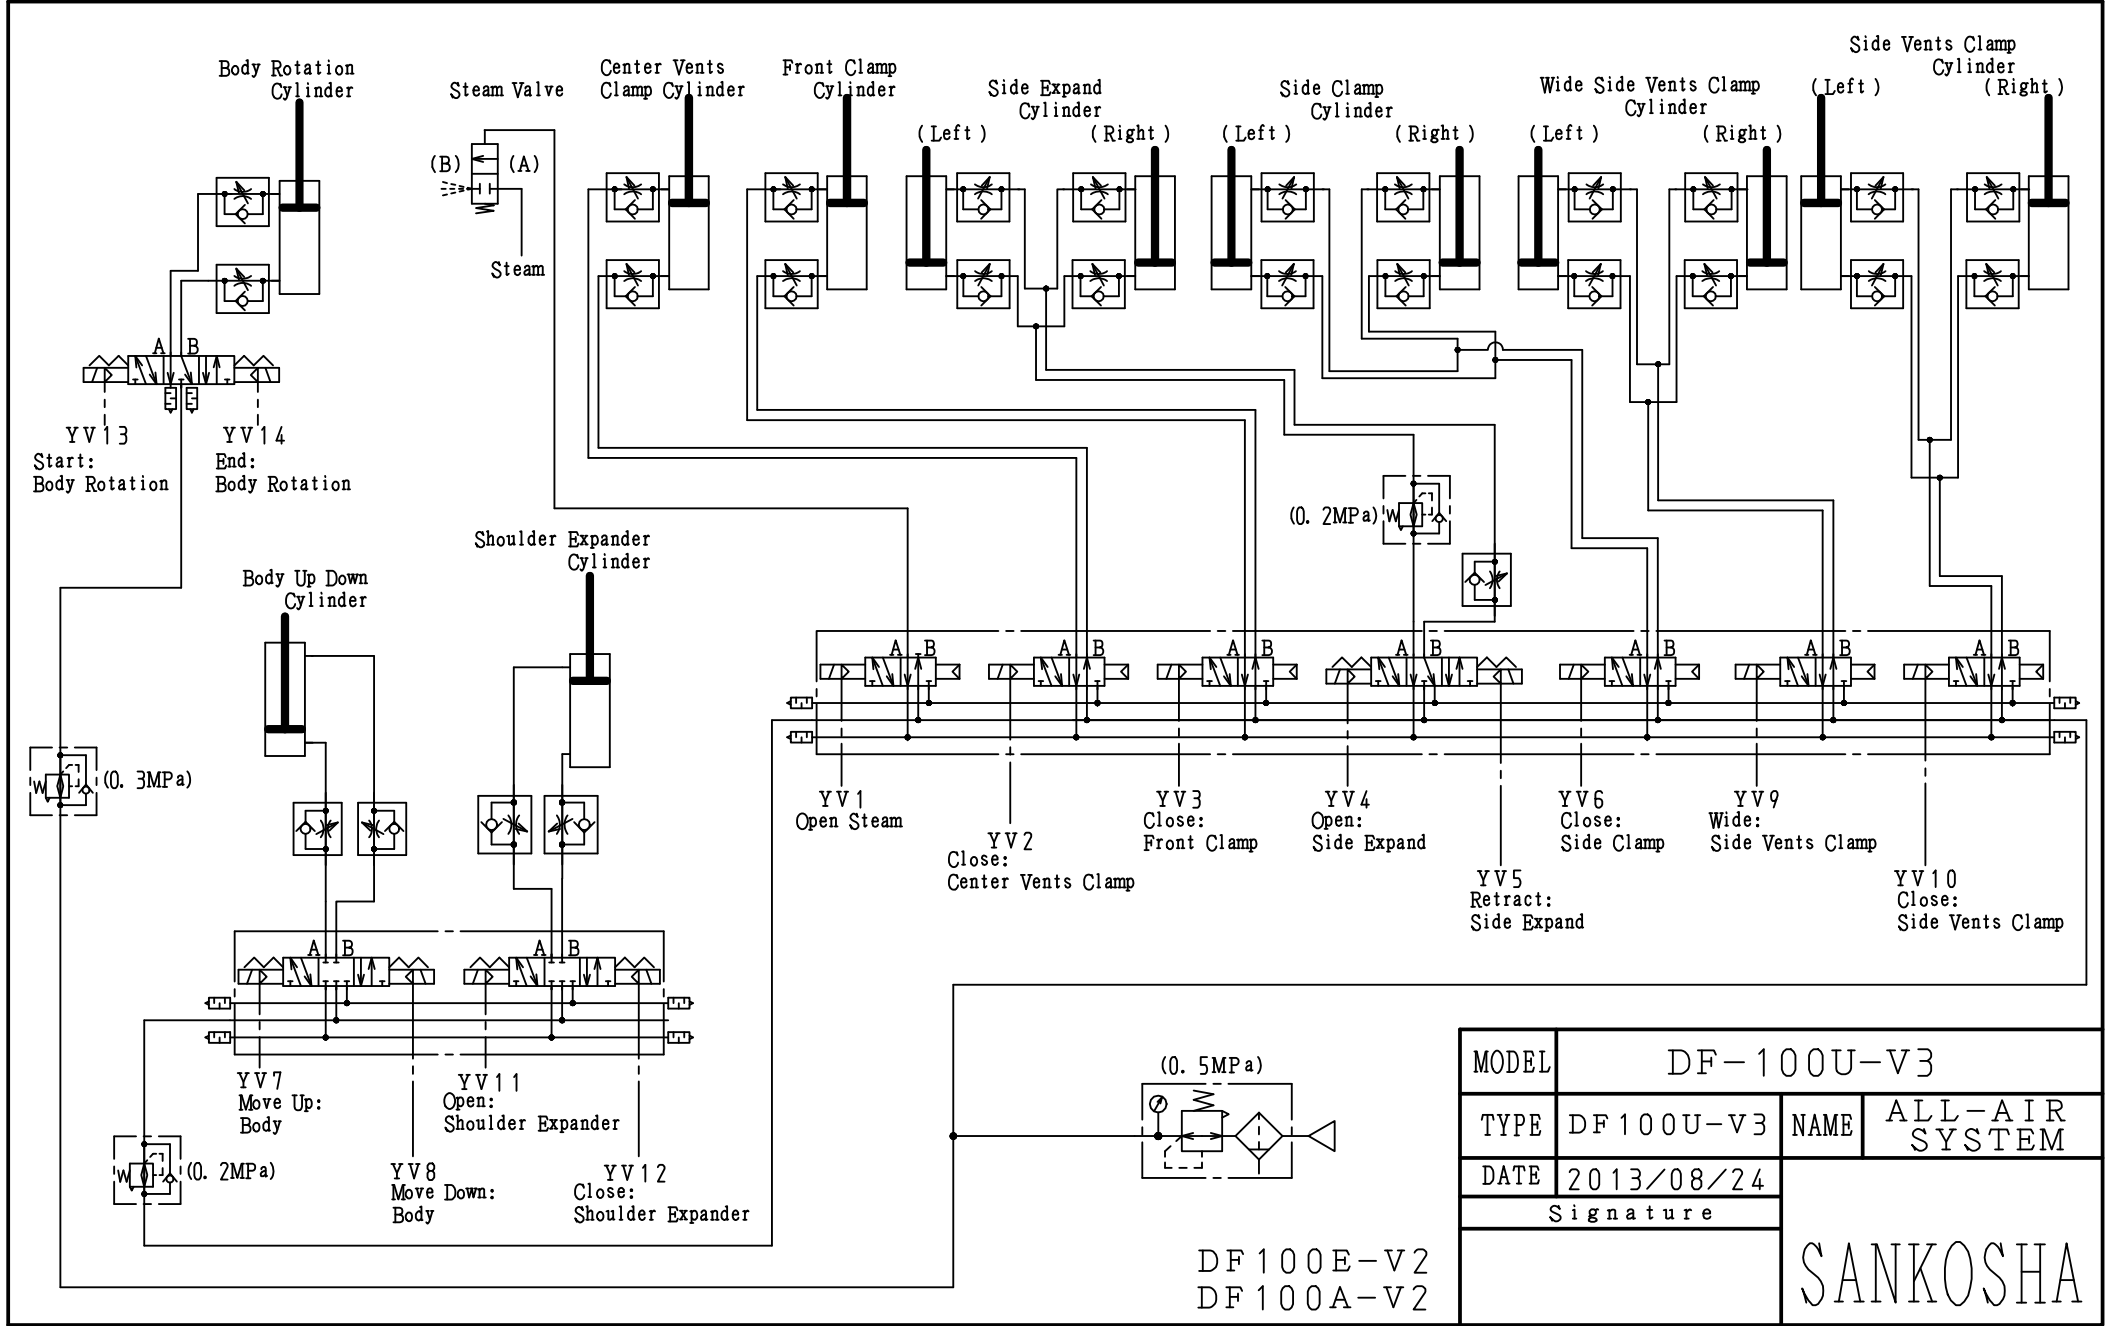 Body Rotation
Cylinder
Steam Valve
(B)
(A)
Steam
Center Vents
Clamp Cylinder
Front Clamp
Cylinder
Side Expand
Cylinder
(Left)
(Right)
Side Clamp
Cylinder
(Left)
(Right)
Wide Side Vents Clamp
Cylinder
(Left)
(Right)
Side Vents Clamp
Cylinder
(Left)
(Right)
A B
YV13
Start:
Body Rotation
YV14
End:
Body Rotation
(0. 2MPa)
W
Shoulder Expander
Cylinder
Body Up Down
Cylinder
A B
A B
A B
A B
A B
A B
A B
W
(0. 3MPa)
YV1
Open Steam
YV2
Close:
Center Vents Clamp
YV3
Close:
Front Clamp
YV4
Open:
Side Expand
YV5
Retract:
Side Expand
YV6
Close:
Side Clamp
YV9
Wide:
Side Vents Clamp
YV10
Close:
Side Vents Clamp
A B
A B
YV7
Move Up:
Body
YV8
Move Down:
Body
YV11
Open:
Shoulder Expander
YV12
Close:
Shoulder Expander
W
(0. 2MPa)
(0. 5MPa)
DF100E-V2
DF100A-V2
MODEL DF-100U-V3
TYPE DF100U-V3 NAME ALL-AIR
SYSTEM
DATE 2013/08/24
Signature
SANKOSHA